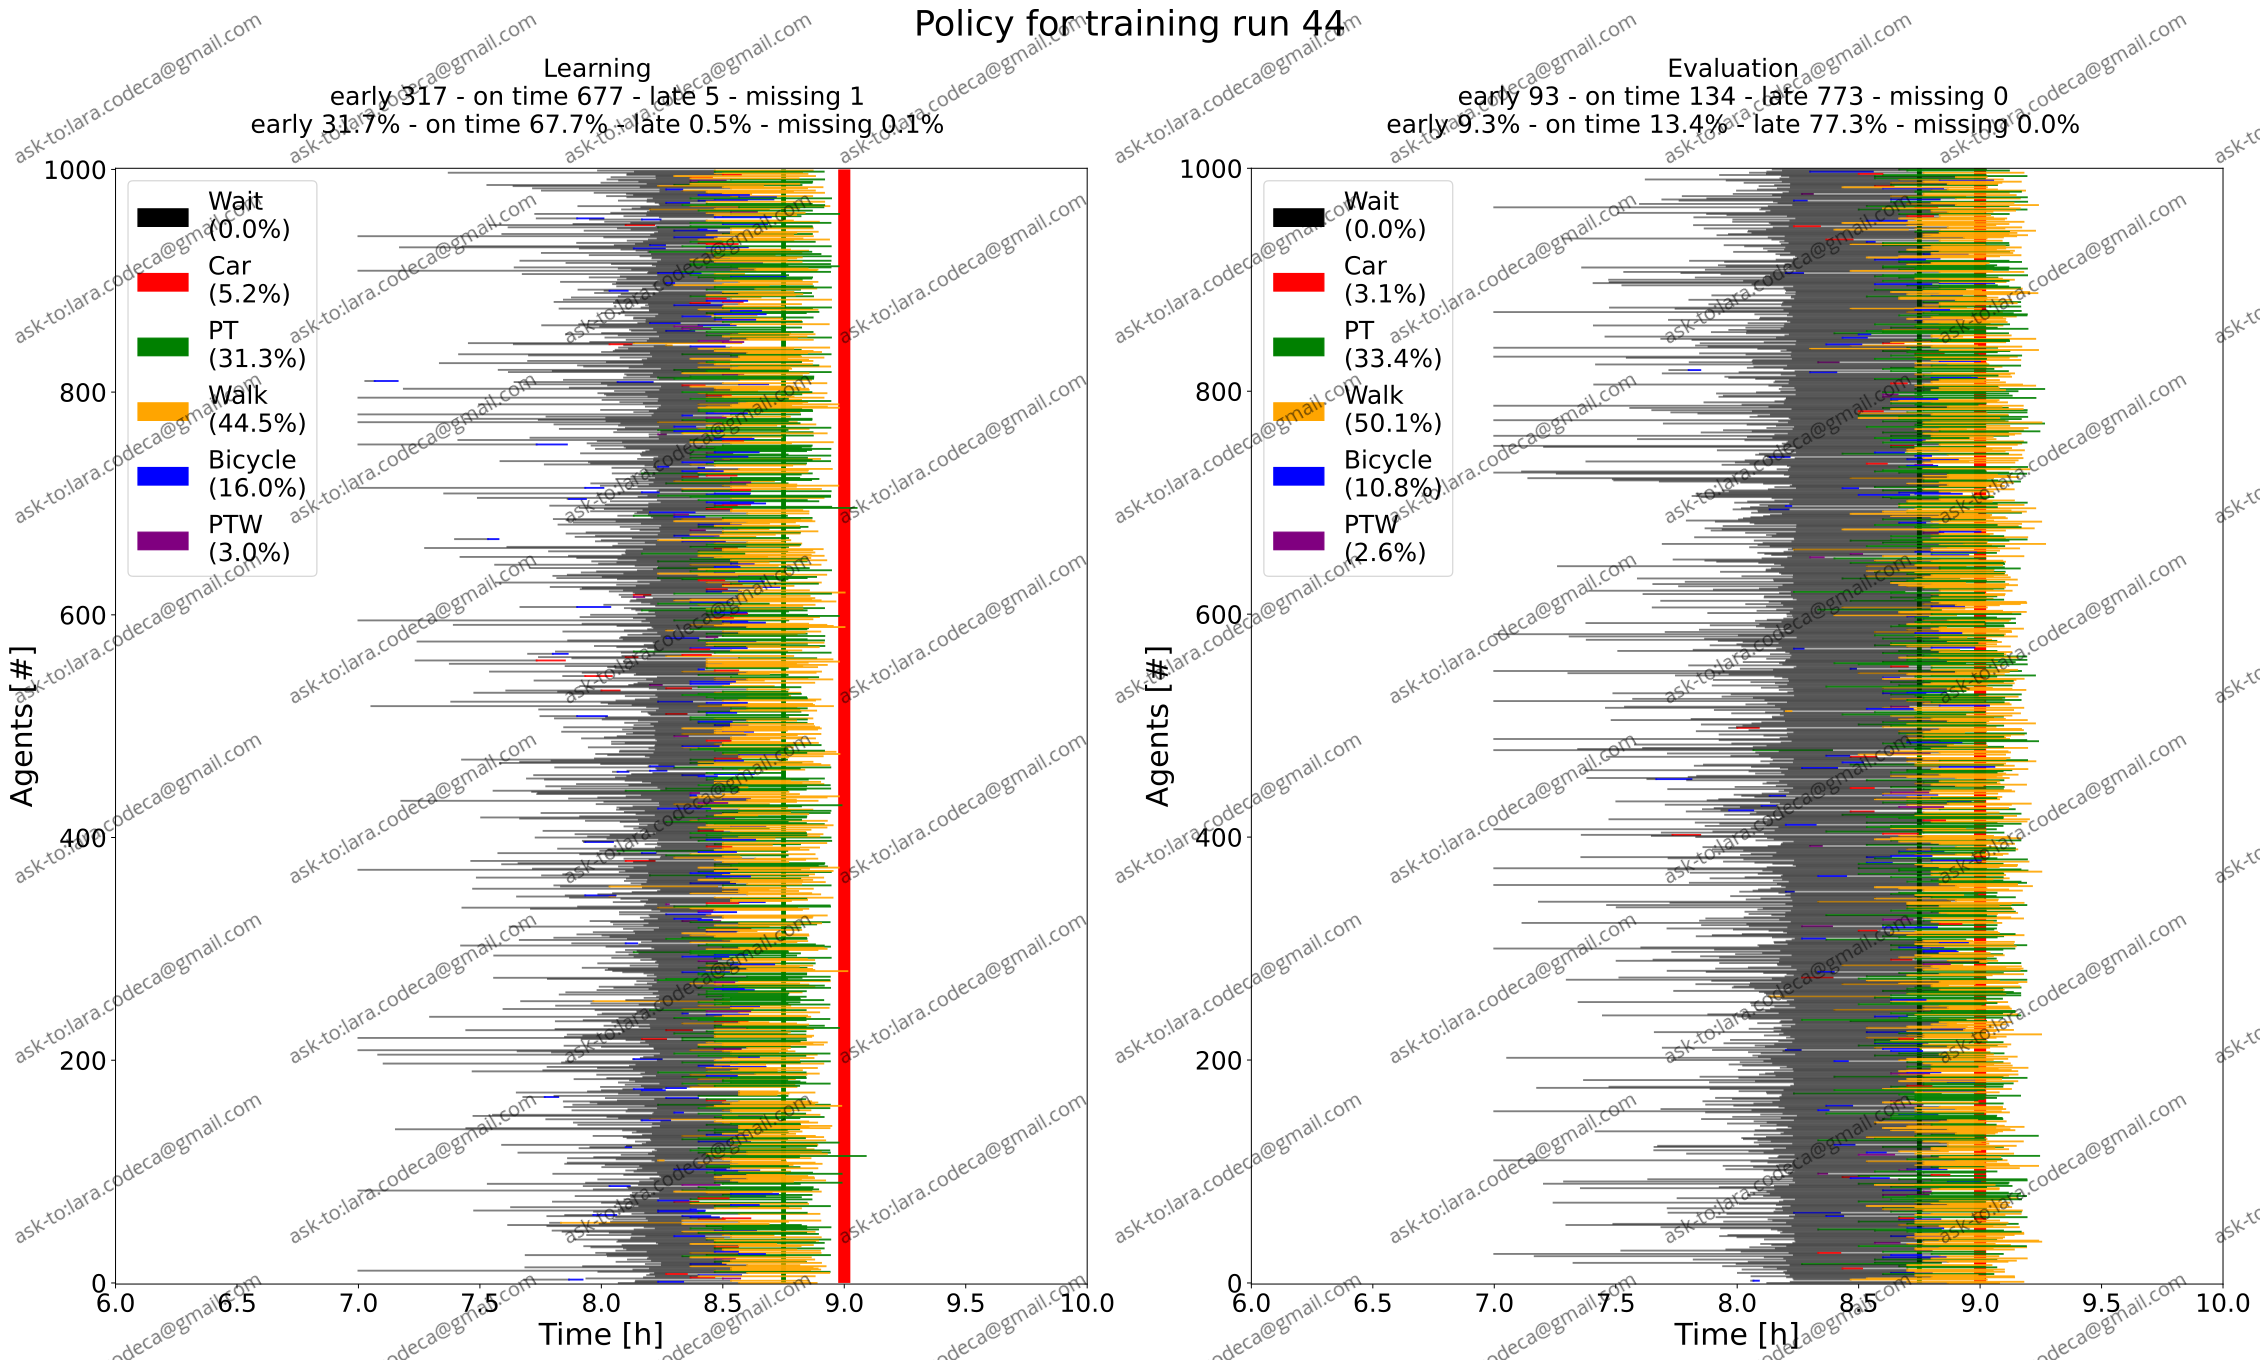 Policy for training run 44
Learning
early 317 - on time 677 - late 5 - missing 1
early 31.7% - on time 67.7% - late 0.5% - missing 0.1%
Agents [#]
1000
800
600
400
200
0
Wait
(0.0%)
Car
(5.2%)
PT
(31.3%)
Walk
(44.5%)
Bicycle
(16.0%)
PTW
(3.0%)
6.0 6.5 7.0 7.5 8.0 8.5 9.0 9.5 10.0
Time [h]
Evaluation
early 93 - on time 134 - late 773 - missing 0
early 9.3% - on time 13.4% - late 77.3% - missing 0.0%
Agents [#]
1000
800
600
400
200
0
Wait
(0.0%)
Car
(3.1%)
PT
(33.4%)
Walk
(50.1%)
Bicycle
(10.8%)
PTW
(2.6%)
6.0 6.5 7.0 7.5 8.0 8.5 9.0 9.5 10.0
Time [h]
ask-to:lara.codeca@gmail.com